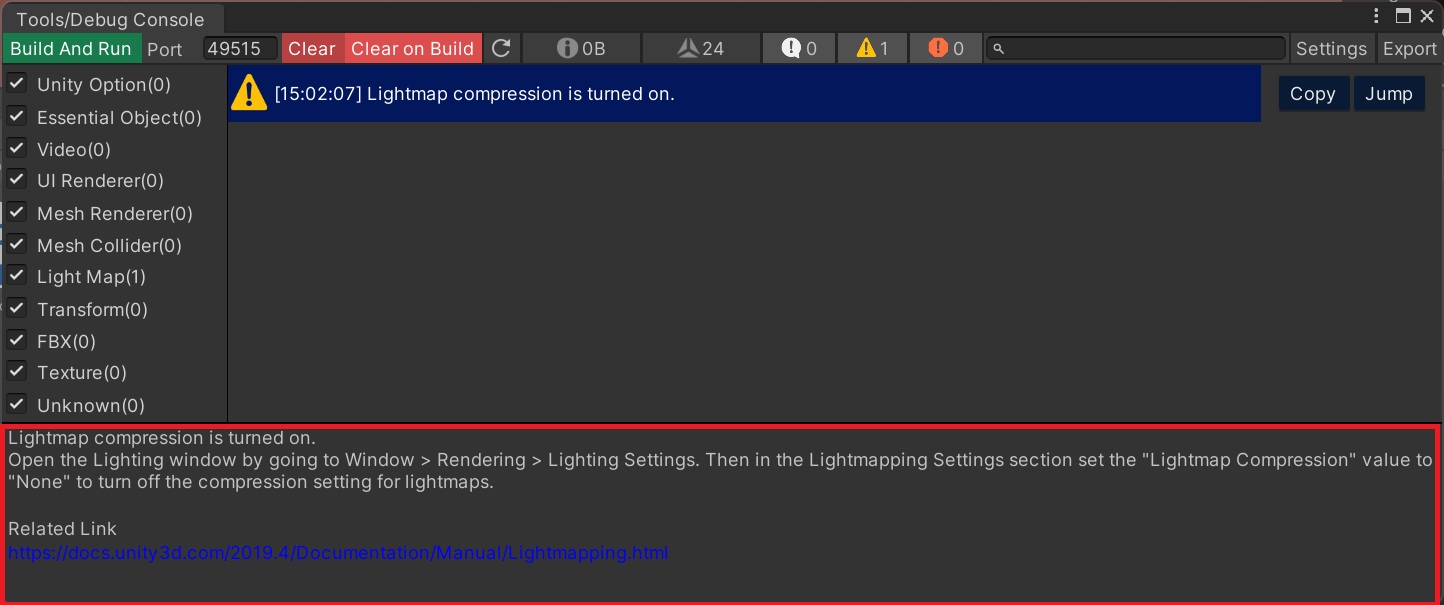 Tools/Debug Console
Build And Run Port 49515 Clear Clear on Build 0B 24 0 1 0 Settings Export
Unity Option(0)
[15:02:07] Lightmap compression is turned on. Copy Jump
Essential Object(0)
Video(0)
UI Renderer(0)
Mesh Renderer(0)
Mesh Collider(0)
Light Map(1)
Transform(0)
FBX(0)
Texture(0)
Unknown(0)
Lightmap compression is turned on.
Open the Lighting window by going to Window > Rendering > Lighting Settings. Then in the Lightmapping Settings section set the "Lightmap Compression" value to
"None" to turn off the compression setting for lightmaps.
Related Link
https://docs.unity3d.com/2019.4/Documentation/Manual/Lightmapping.html